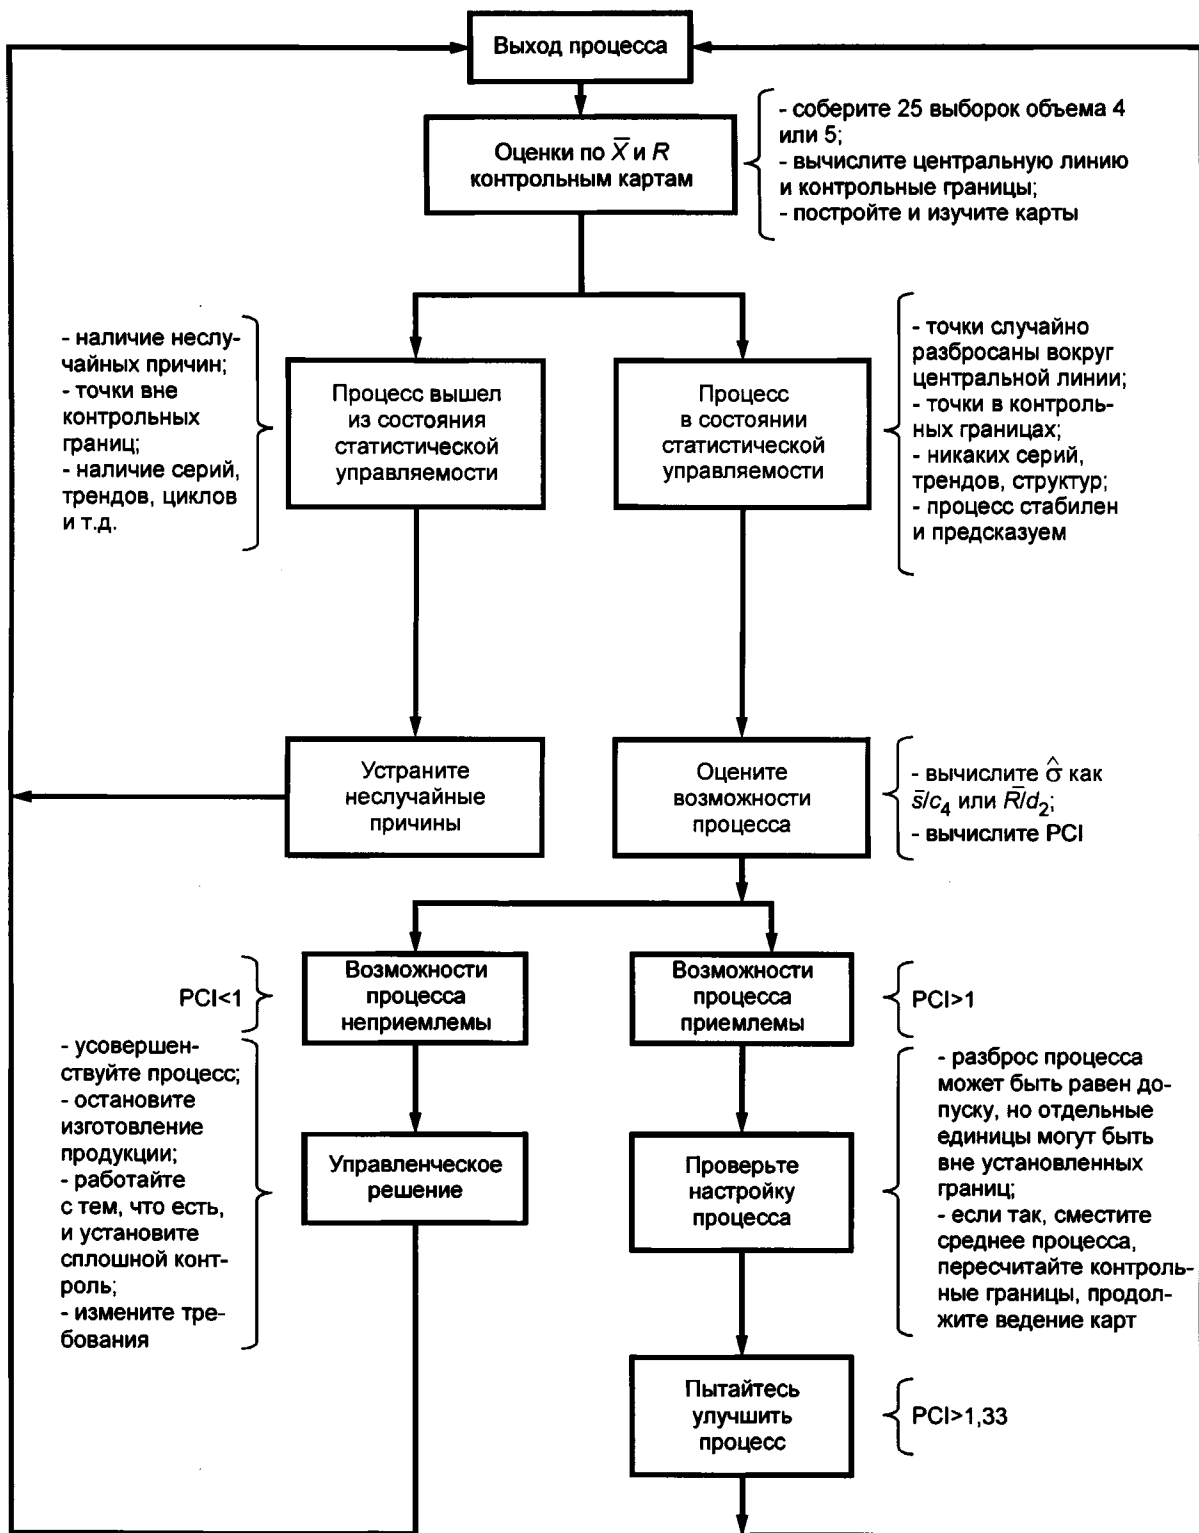 Выход процесса
Оценки по X̅ и R
контрольным картам
- соберите 25 выборок объема 4
или 5;
- вычислите центральную линию
и контрольные границы;
- постройте и изучите карты
- наличие неслу-
чайных причин;
- точки вне
контрольных
границ;
- наличие серий,
трендов, циклов
и т.д.
Процесс вышел
из состояния
статистической
управляемости
Процесс
в состоянии
статистической
управляемости
- точки случайно
разбросаны вокруг
центральной линии;
- точки в контроль-
ных границах;
- никаких серий,
трендов, структур;
- процесс стабилен
и предсказуем
Устраните
неслучайные
причины
Оцените
возможности
процесса
- вычислите σ̂ как
s̅/c₄ или R̅/d₂;
- вычислите PCI
PCI<1
Возможности
процесса
неприемлемы
Возможности
процесса
приемлемы
PCI>1
- усовершен-
ствуйте процесс;
- остановите
изготовление
продукции;
- работайте
с тем, что есть,
и установите
сплошной конт-
роль;
- измените тре-
бования
Управленческое
решение
Проверьте
настройку
процесса
- разброс процесса
может быть равен до-
пуску, но отдельные
единицы могут быть
вне установленных
границ;
- если так, сместите
среднее процесса,
пересчитайте контроль-
ные границы, продол-
жите ведение карт
Пытайтесь
улучшить
процесс
PCI>1,33